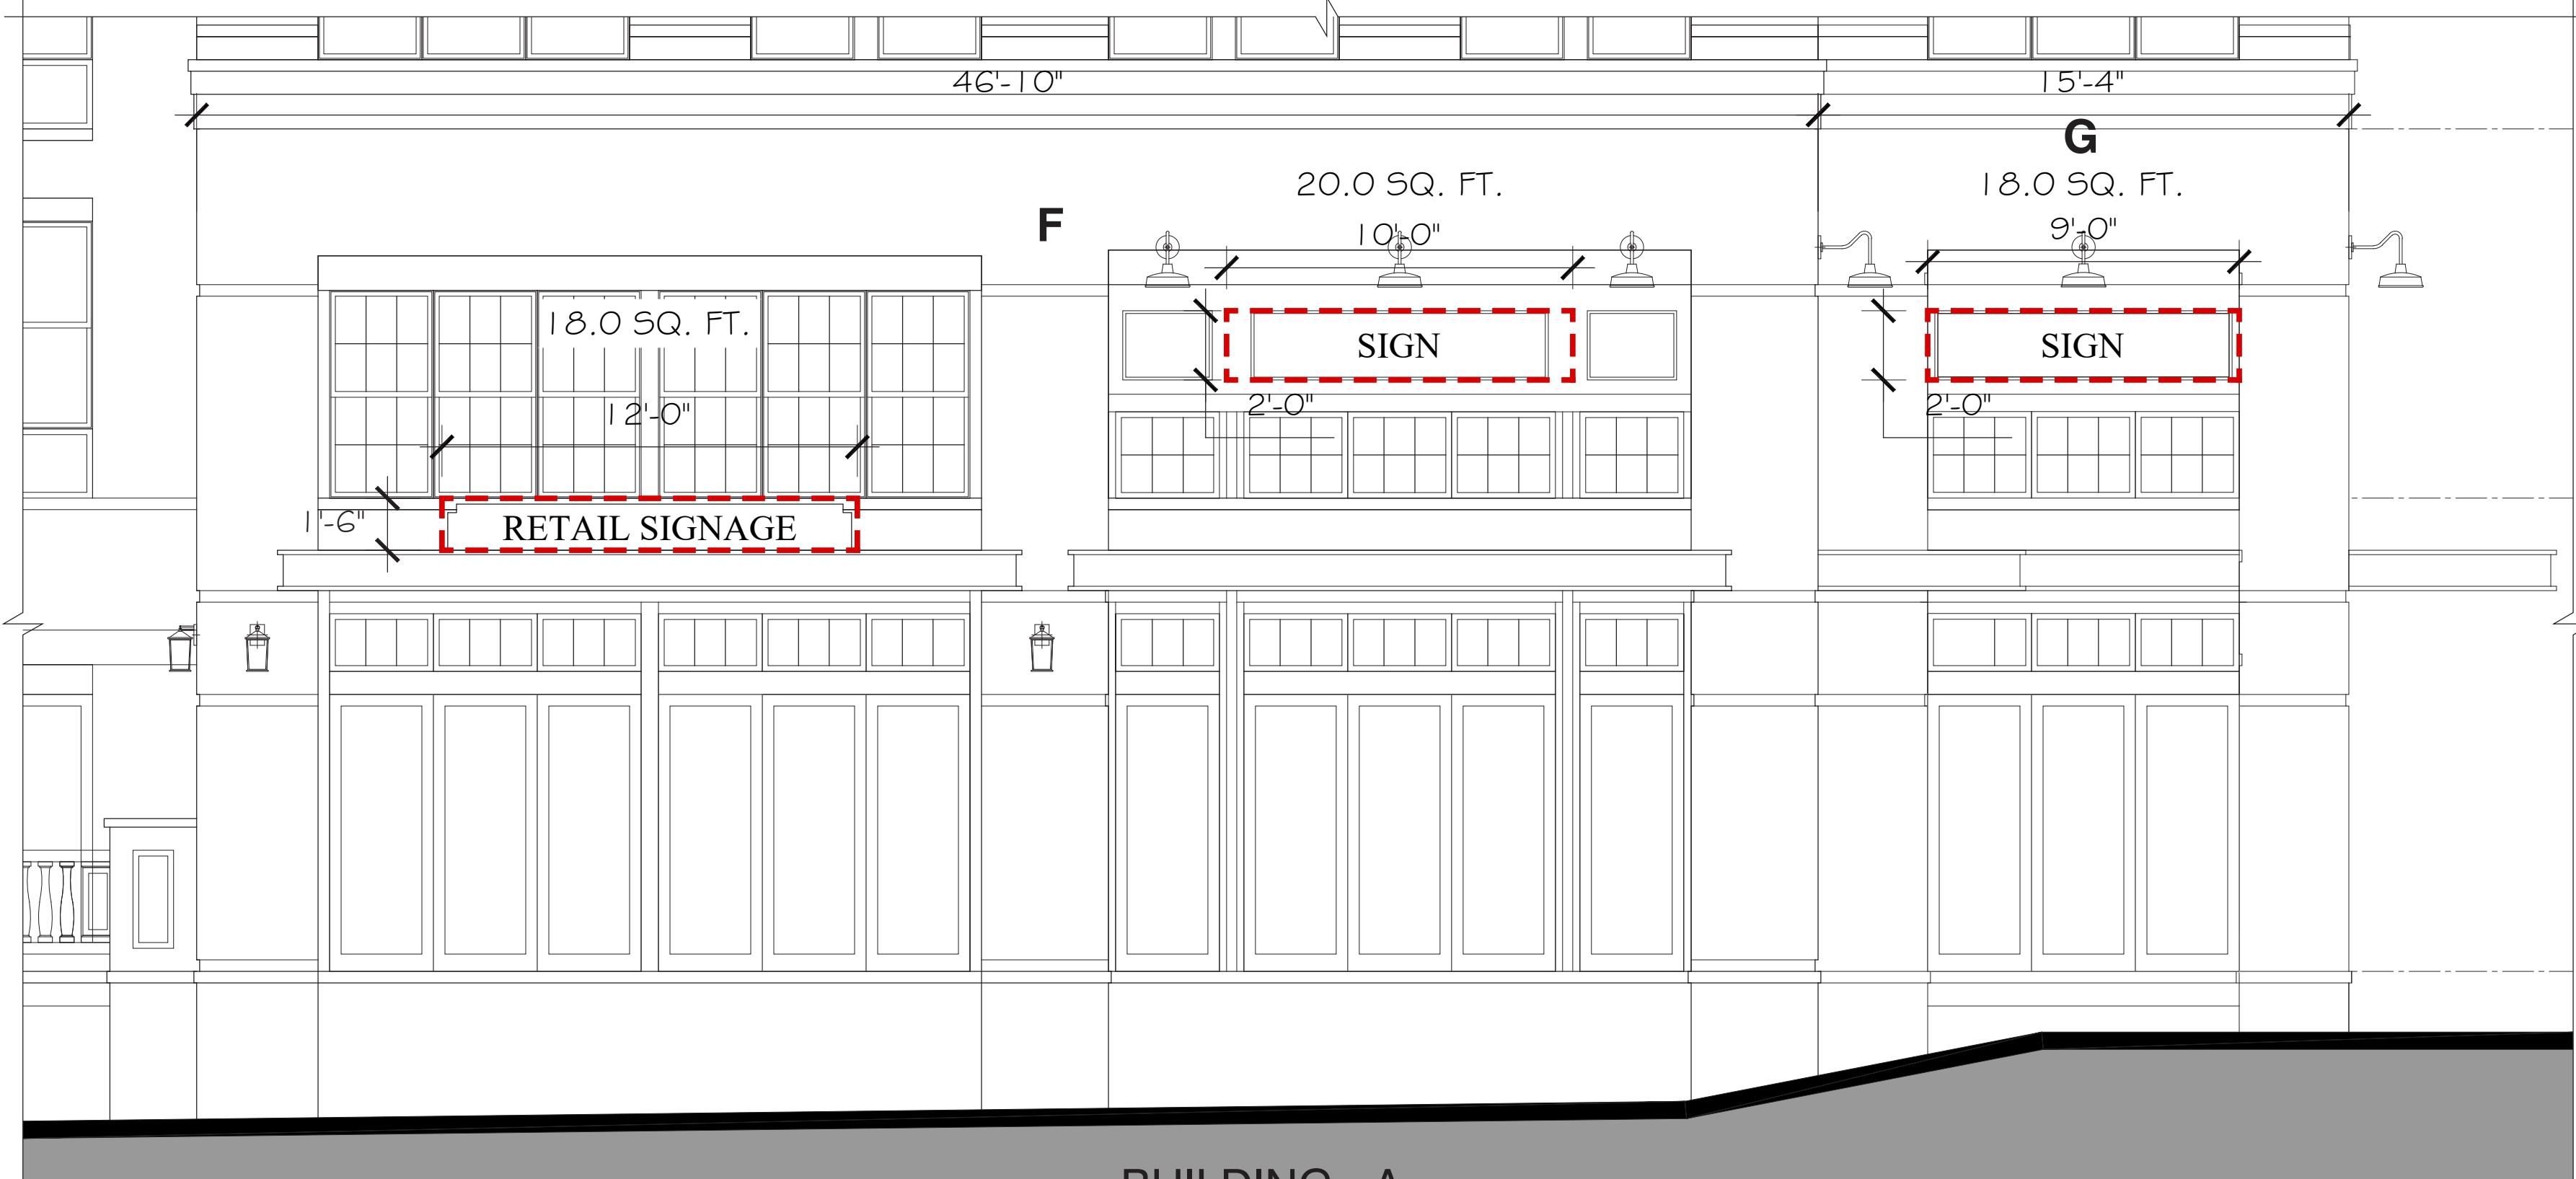 46'-10"
15'-4"
G
20.0 SQ. FT.
18.0 SQ. FT.
F
10'-0"
9'-0"
18.0 SQ. FT.
SIGN
SIGN
12'-0"
2'-0"
2'-0"
1'-6"
RETAIL SIGNAGE
BUILDING - A